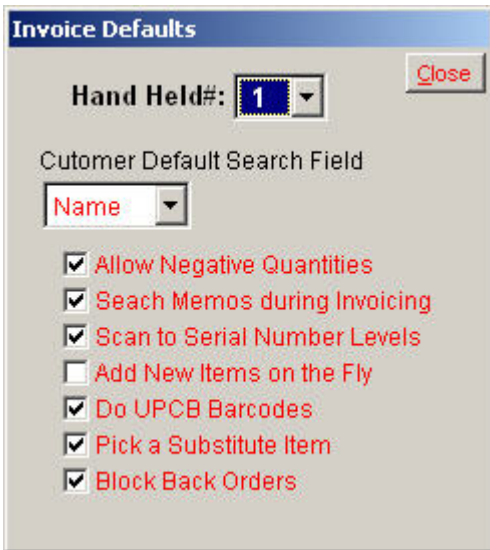 Invoice Defaults
Close
Hand Held#: 1
Cutomer Default Search Field
Name
Allow Negative Quantities
Seach Memos during Invoicing
Scan to Serial Number Levels
Add New Items on the Fly
Do UPCB Barcodes
Pick a Substitute Item
Block Back Orders